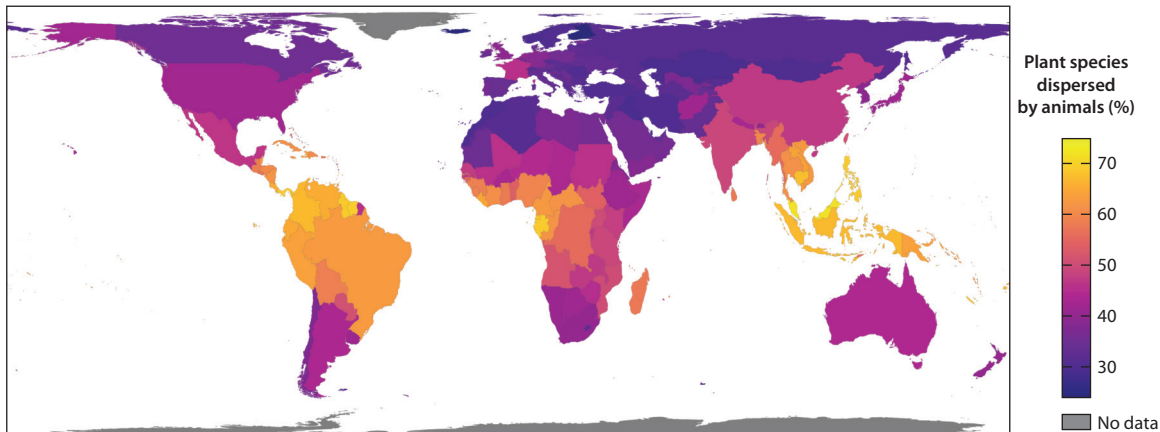 Plant species
dispersed
by animals (%)
70
60
50
40
30
No data